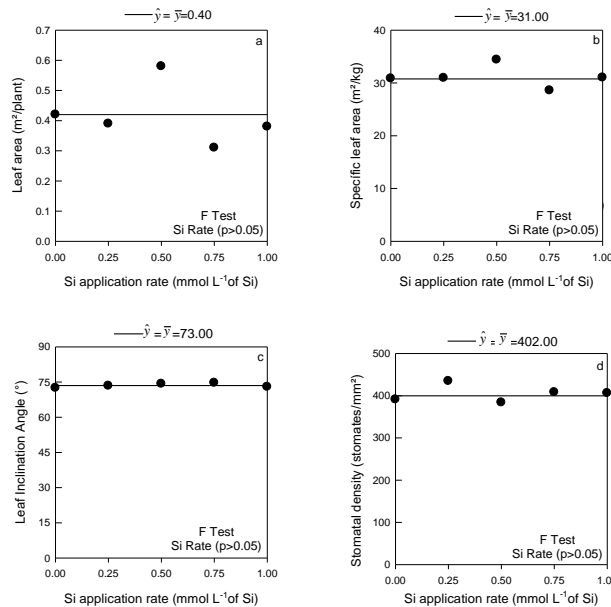 ŷ = y̅ =0.40
a
Leaf area (m²/plant)
0.7
0.6
0.5
0.4
0.3
0.2
0.1
0.0
F Test
Si Rate (p>0.05)
0.00 0.25 0.50 0.75 1.00
Si application rate (mmol L⁻¹of Si)
ŷ = y̅ =31.00
b
Specific leaf area (m²/kg)
40
30
20
10
0
F Test
Si Rate (p>0.05)
0.00 0.25 0.50 0.75 1.00
Si application rate (mmol L⁻¹of Si)
ŷ = y̅ =73.00
c
Leaf Inclination Angle (°)
90
75
60
45
30
15
0
F Test
Si Rate (p>0.05)
0.00 0.25 0.50 0.75 1.00
Si application rate (mmol L⁻¹of Si)
ŷ = y̅ =402.00
d
Stomatal density (stomates/mm²)
500
400
300
200
100
0
F Test
Si Rate (p>0.05)
0.00 0.25 0.50 0.75 1.00
Si application rate (mmol L⁻¹of Si)